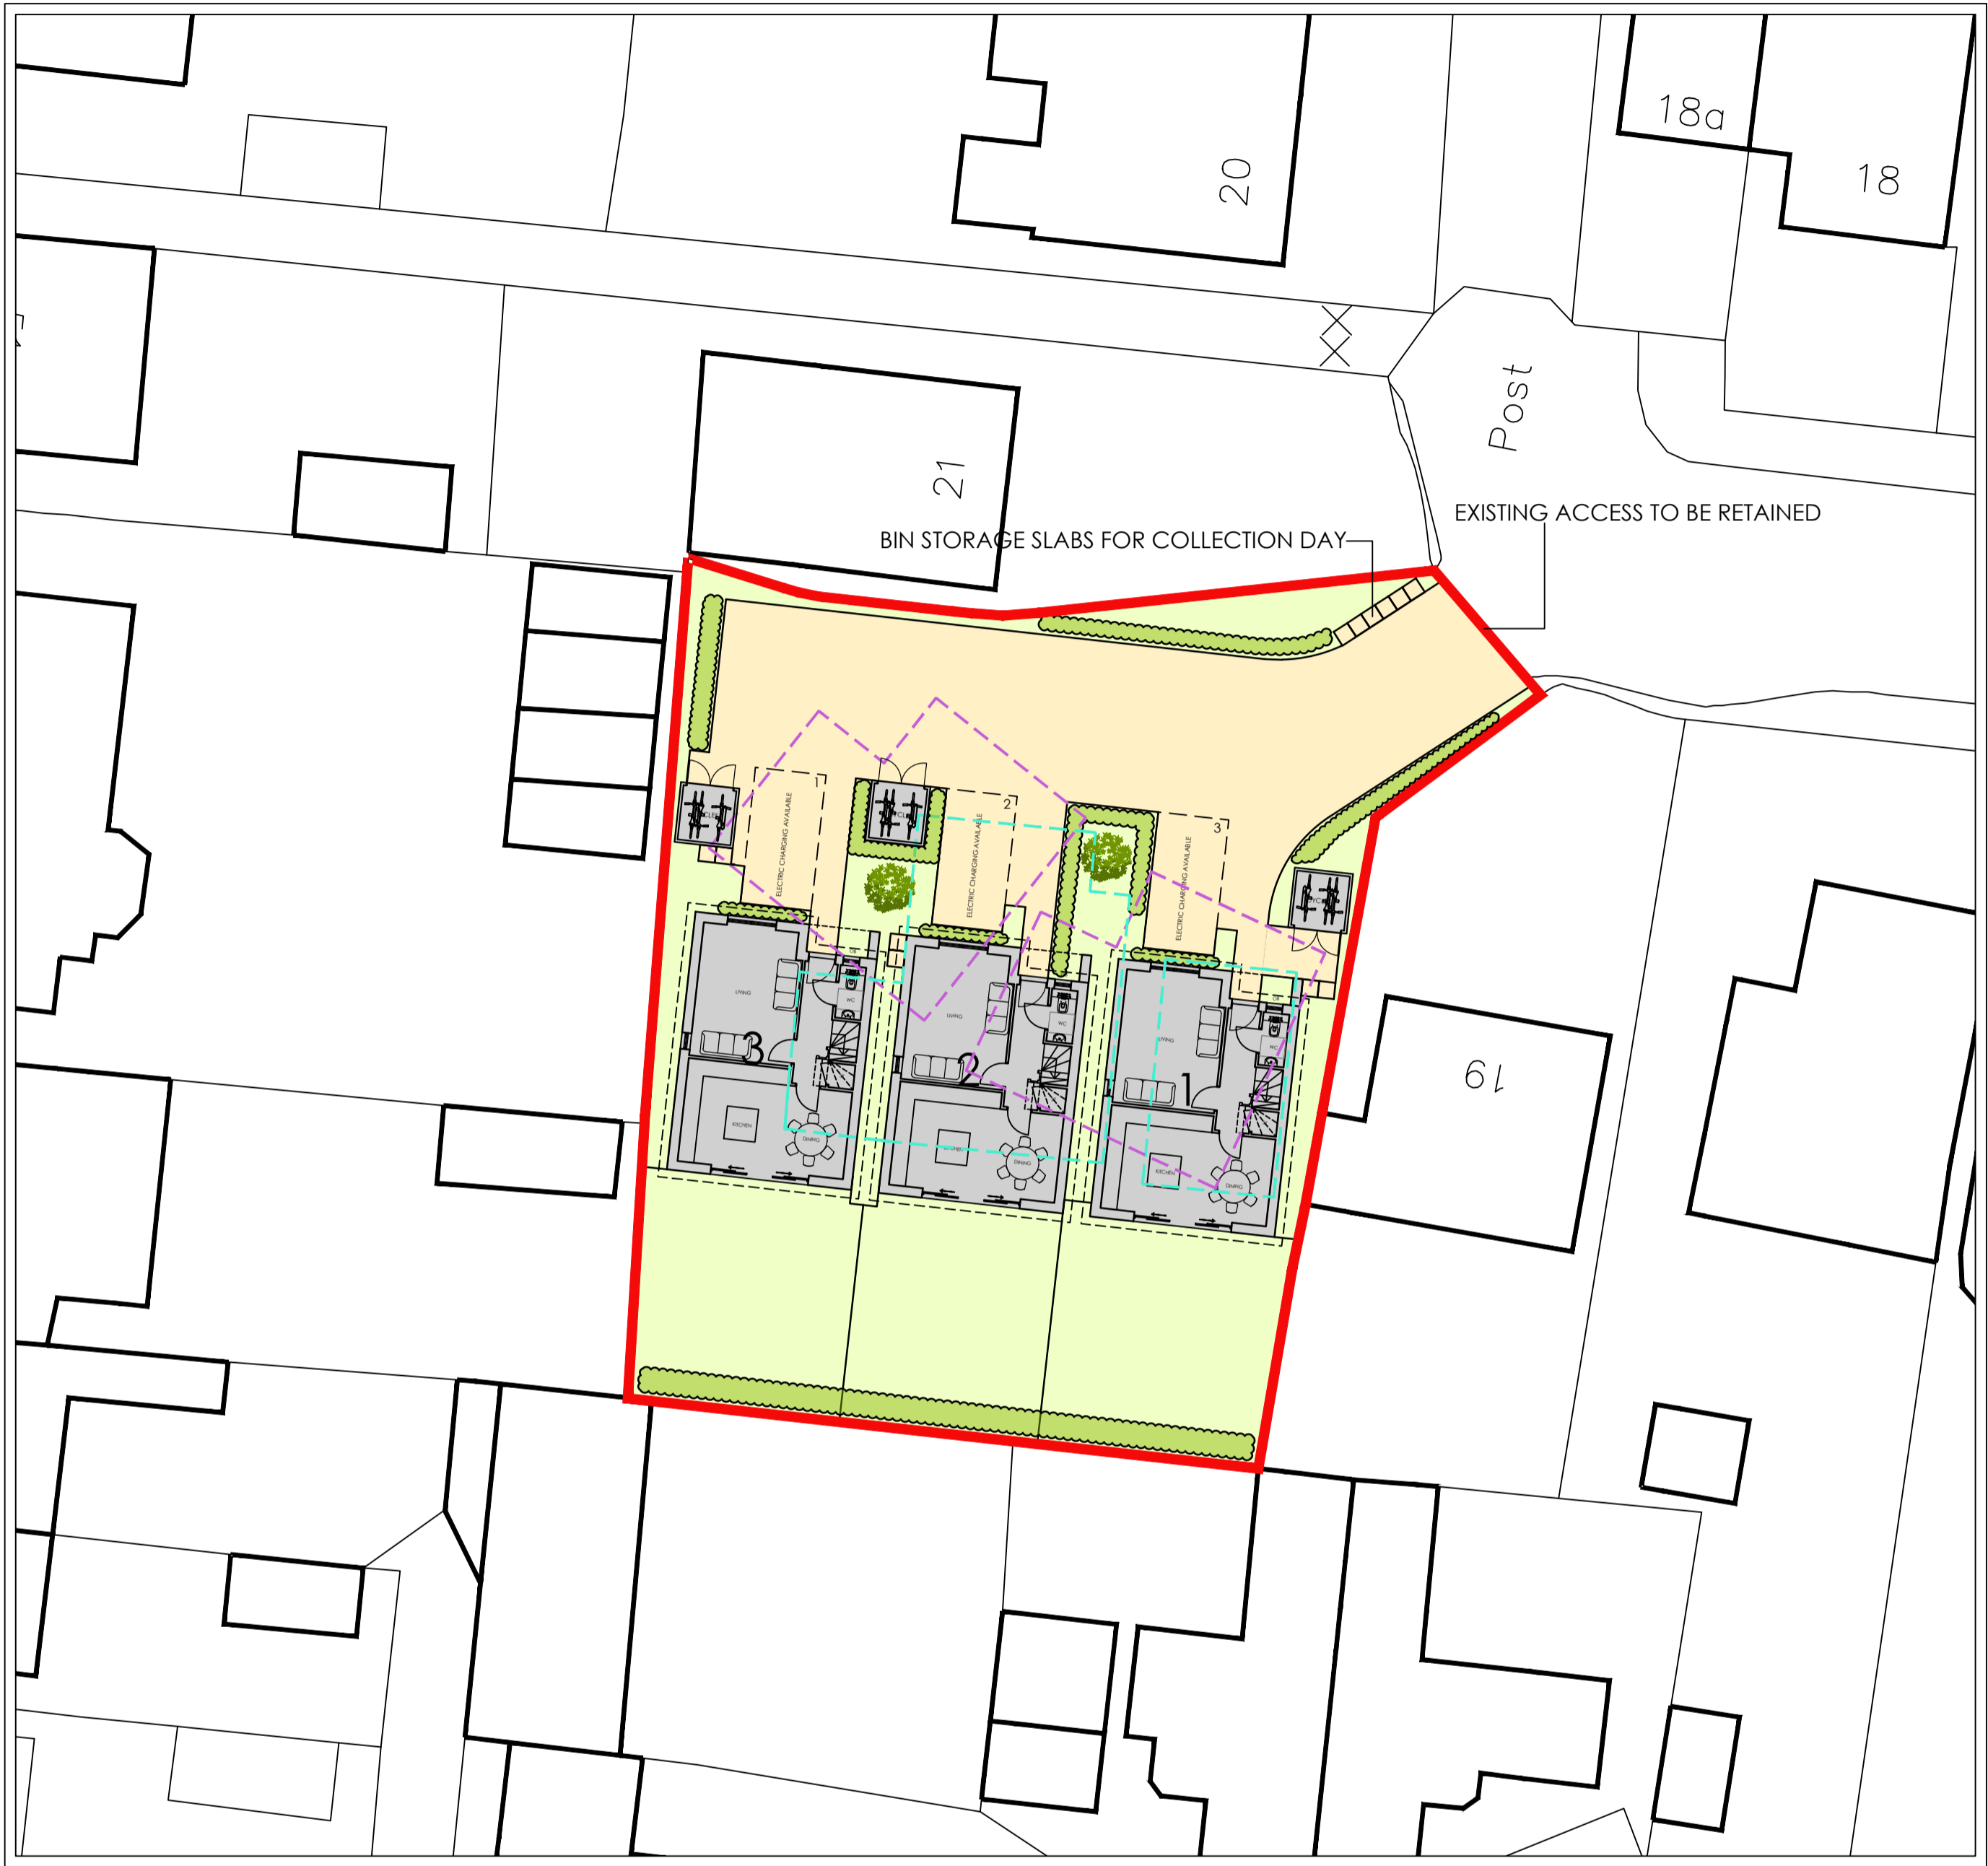 18a
18
20
Post
21
EXISTING ACCESS TO BE RETAINED
BIN STORAGE SLABS FOR COLLECTION DAY
1
2
3
ELECTRIC CHARGING AVAILABLE
ELECTRIC CHARGING AVAILABLE
ELECTRIC CHARGING AVAILABLE
LIVING
WC
LIVING
WC
LIVING
WC
3
2
1
19
KITCHEN
DINING
KITCHEN
DINING
KITCHEN
DINING